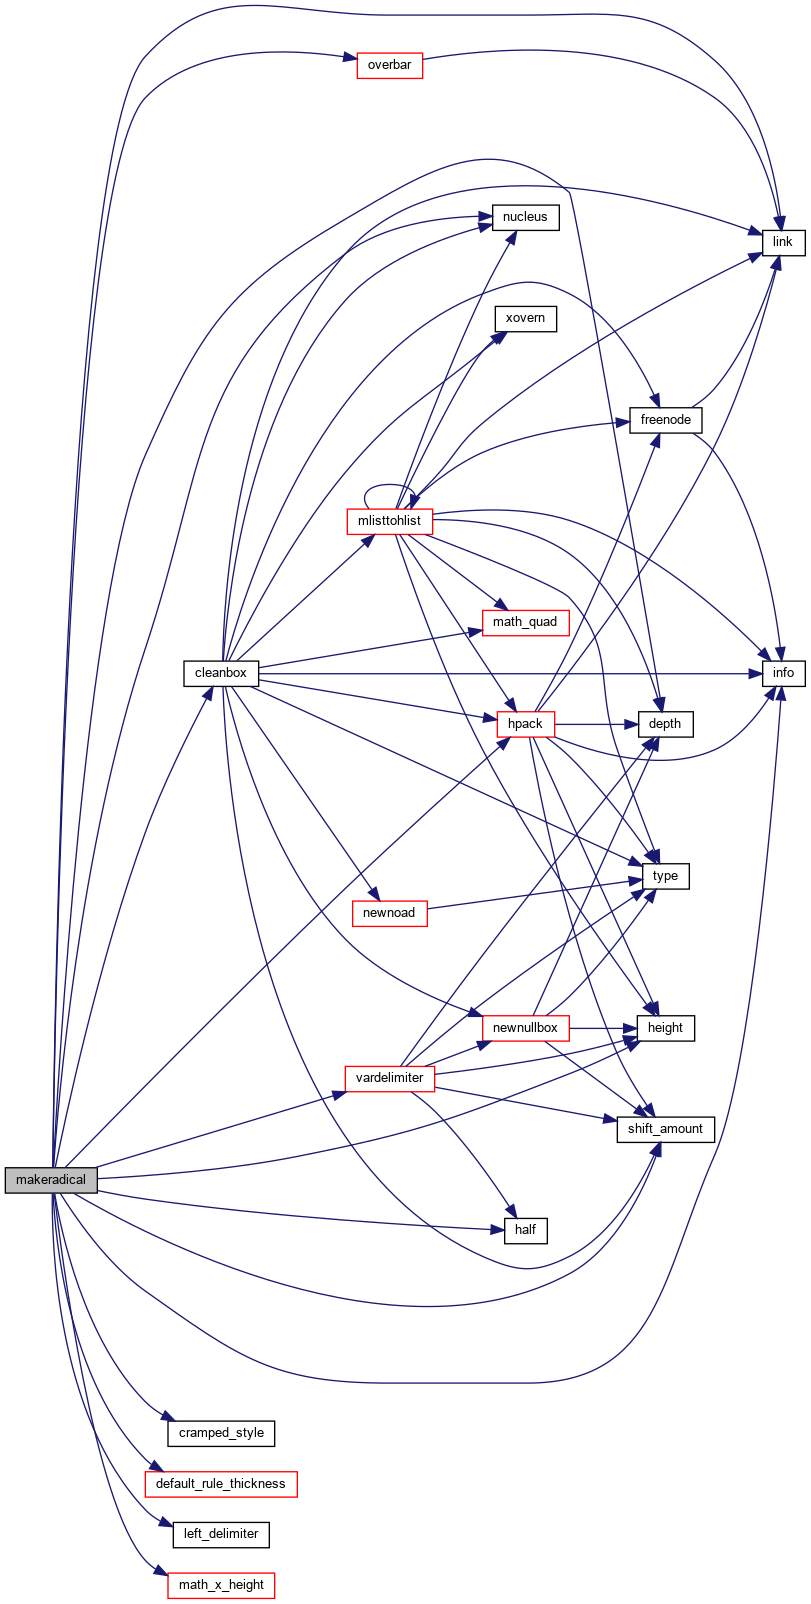 overbar
nucleus
link
xovern
freenode
mlisttohlist
math_quad
cleanbox
info
hpack
depth
type
newnoad
newnullbox
height
vardelimiter
shift_amount
makeradical
half
cramped_style
default_rule_thickness
left_delimiter
math_x_height